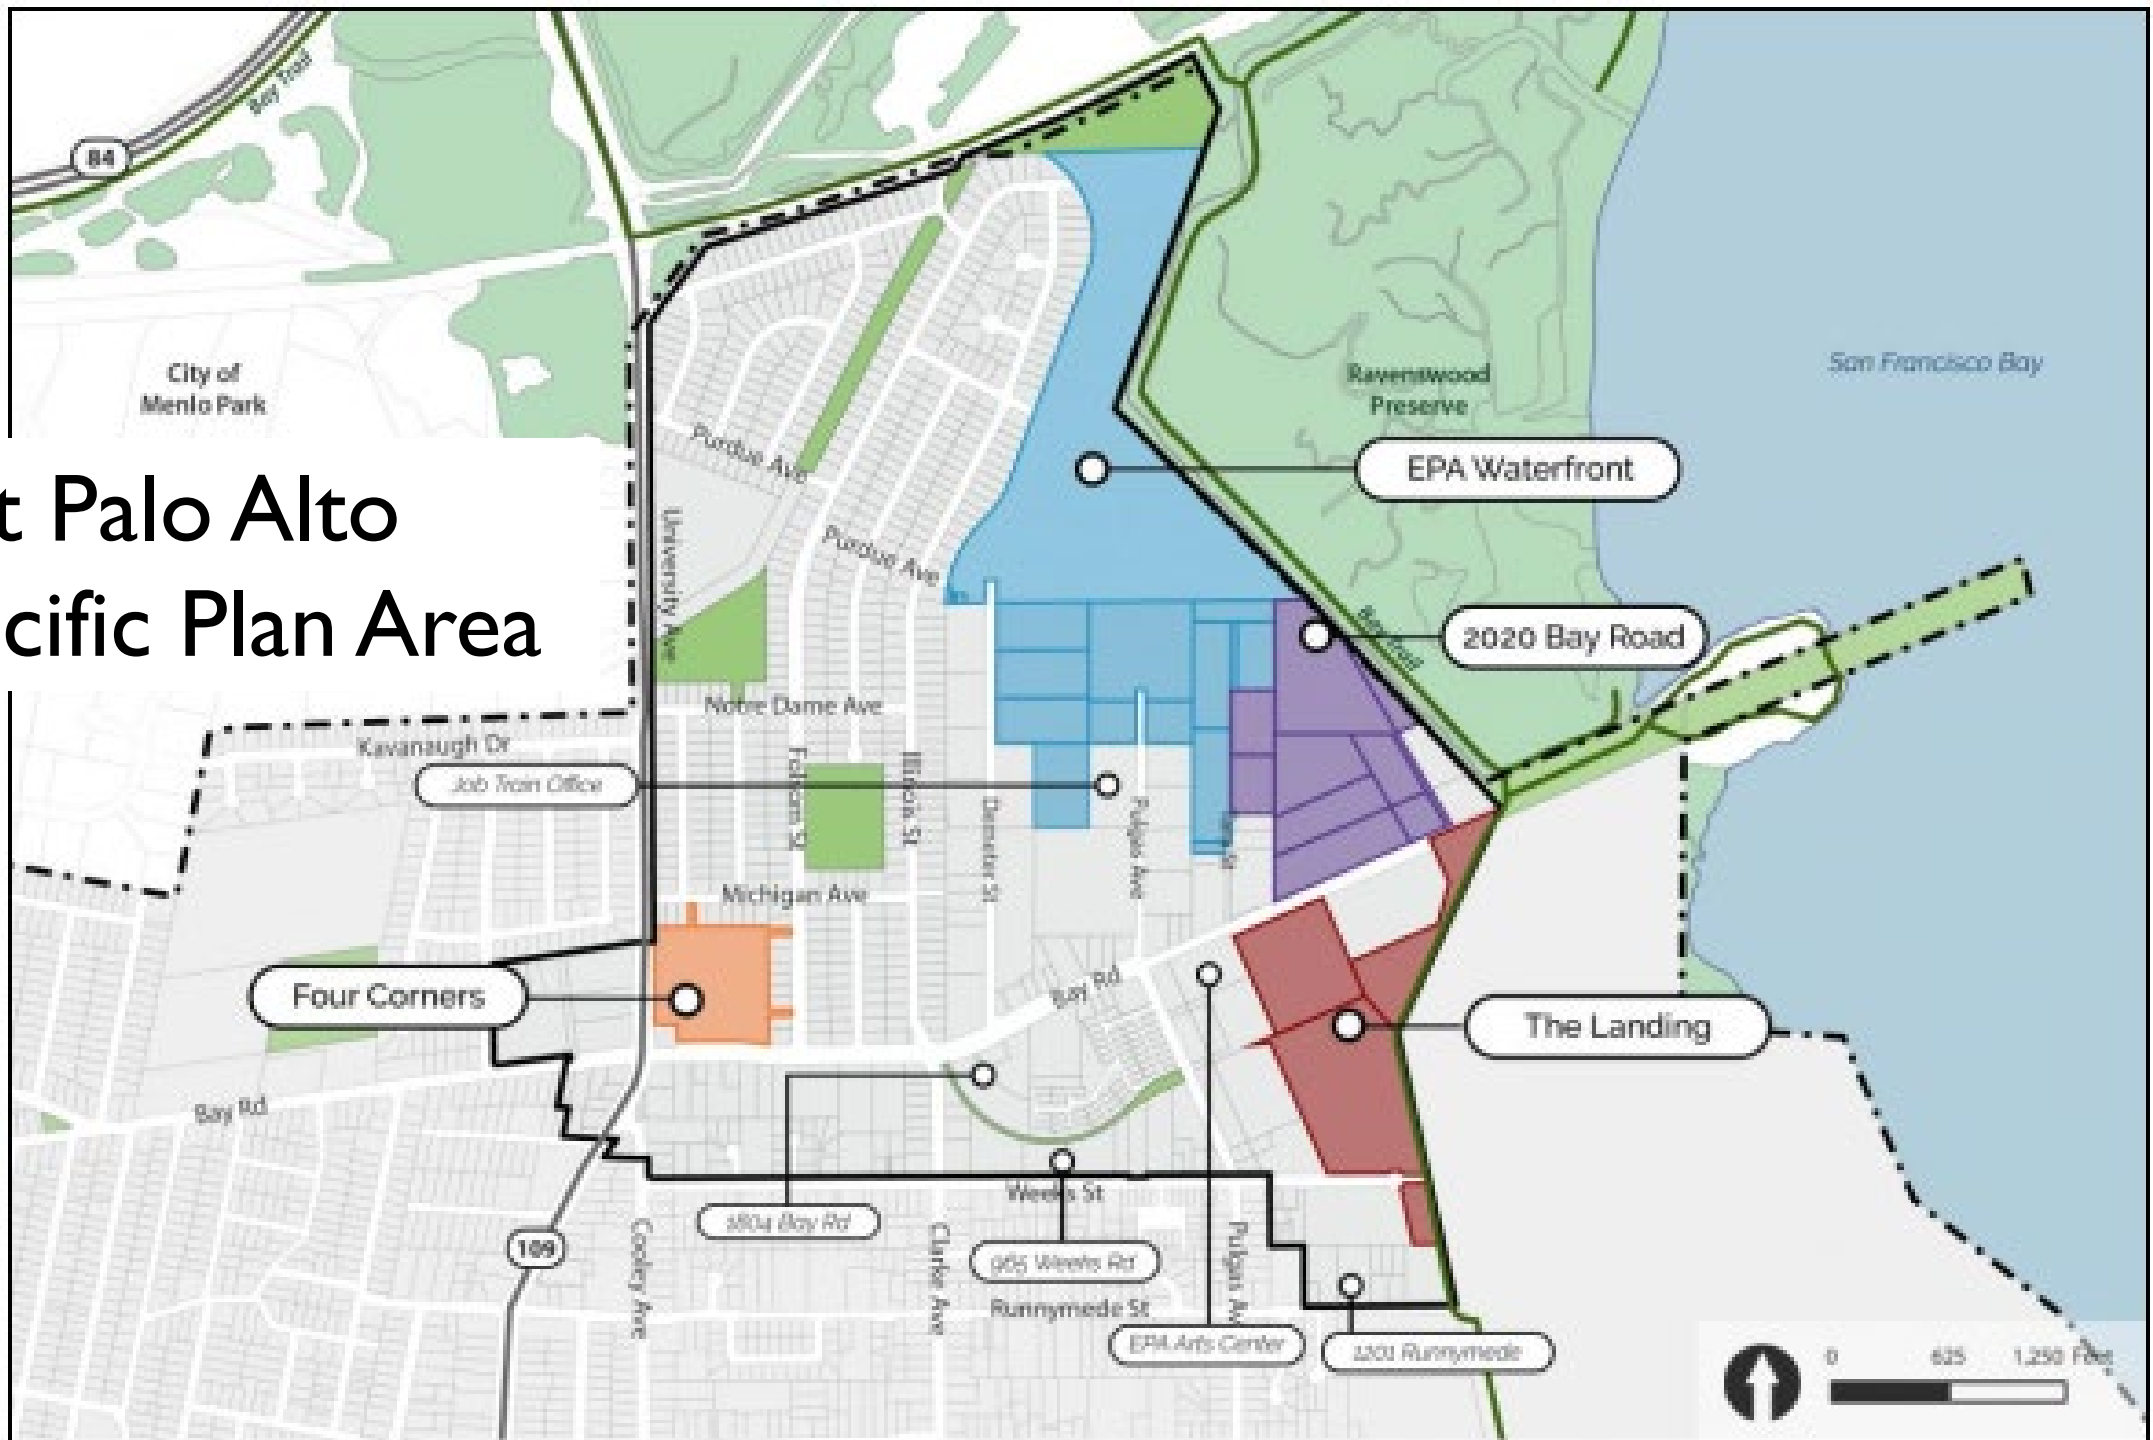 Bay Trail
84
City of
Menlo Park
San Francisco Bay
Ravenswood
Preserve
Purdue Ave
EPA Waterfront
t Palo Alto
University Ave
Purdue Ave
cific Plan Area
Bay Trail
2020 Bay Road
Notre Dame Ave
Kavanaugh Dr
Job Train Office
Fordham St
Illinois St
Demeter St
Pulgas Ave
Michigan Ave
Four Corners
Bay Rd
The Landing
Bay Rd
Weeks St
1804 Bay Rd
109
965 Weeks Rd
Cooley Ave
Clarke Ave
Pulgas Av
Runnymede St
EPA Arts Center
1201 Runnymede
0 625 1,250 Feet